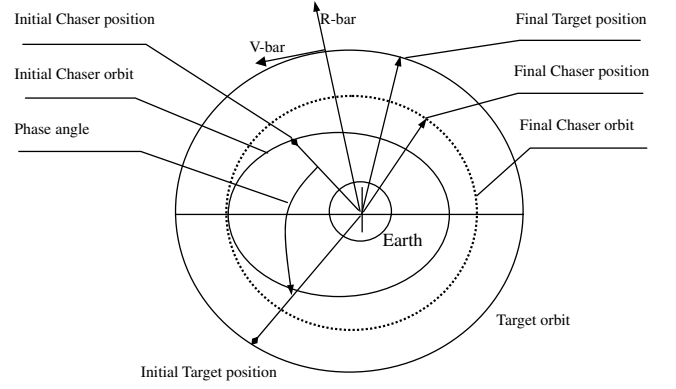 Initial Chaser position
R-bar
Final Target position
V-bar
Initial Chaser orbit
Final Chaser position
Phase angle
Final Chaser orbit
Earth
Target orbit
Initial Target position